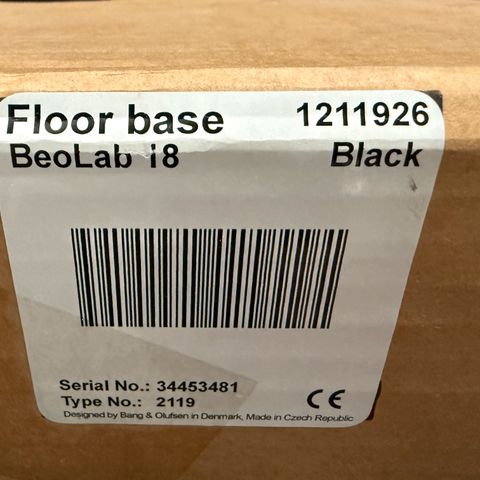 Floor base 1211926
BeoLab 18 Black
Serial No.: 34453481
Type No.: 2119
Designed by Bang & Olufsen in Denmark, Made in Czech Republic
CE